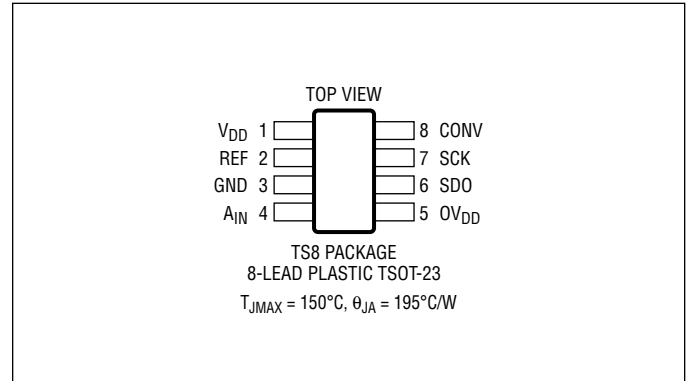 TOP VIEW
VDD 1
REF 2
GND 3
AIN 4
8 CONV
7 SCK
6 SDO
5 OVDD
TS8 PACKAGE
8-LEAD PLASTIC TSOT-23
TJMAX = 150°C, θJA = 195°C/W